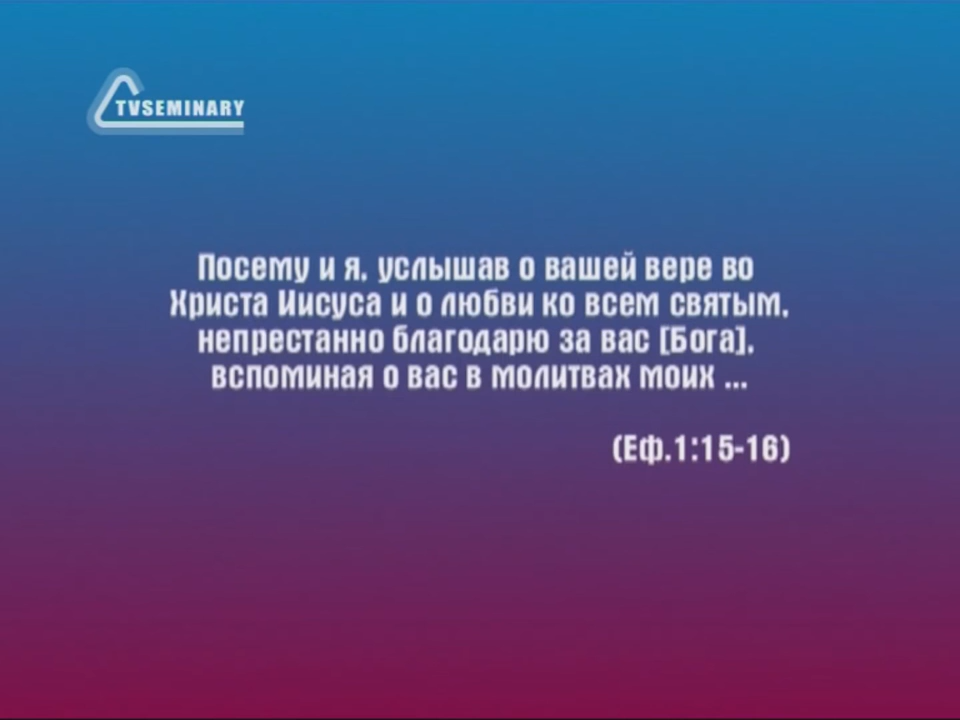 TVSEMINARY
Посему и я, услышав о вашей вере во
Христа Иисуса и о любви ко всем святым,
непрестанно благодарю за вас [Бога],
вспоминая о вас в молитвах моих ...
(Еф.1:15-16)